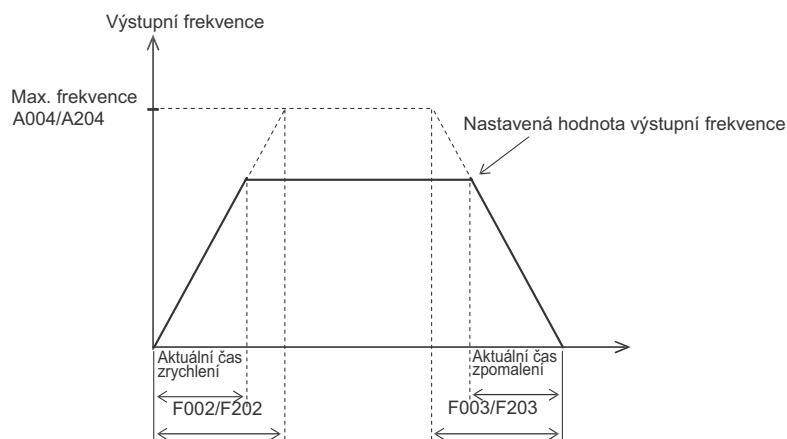 Výstupní frekvence
Max. frekvence
A004/A204
Nastavená hodnota výstupní frekvence
Aktuální čas
zrychlení
Aktuální čas
zpomalení
F002/F202
F003/F203